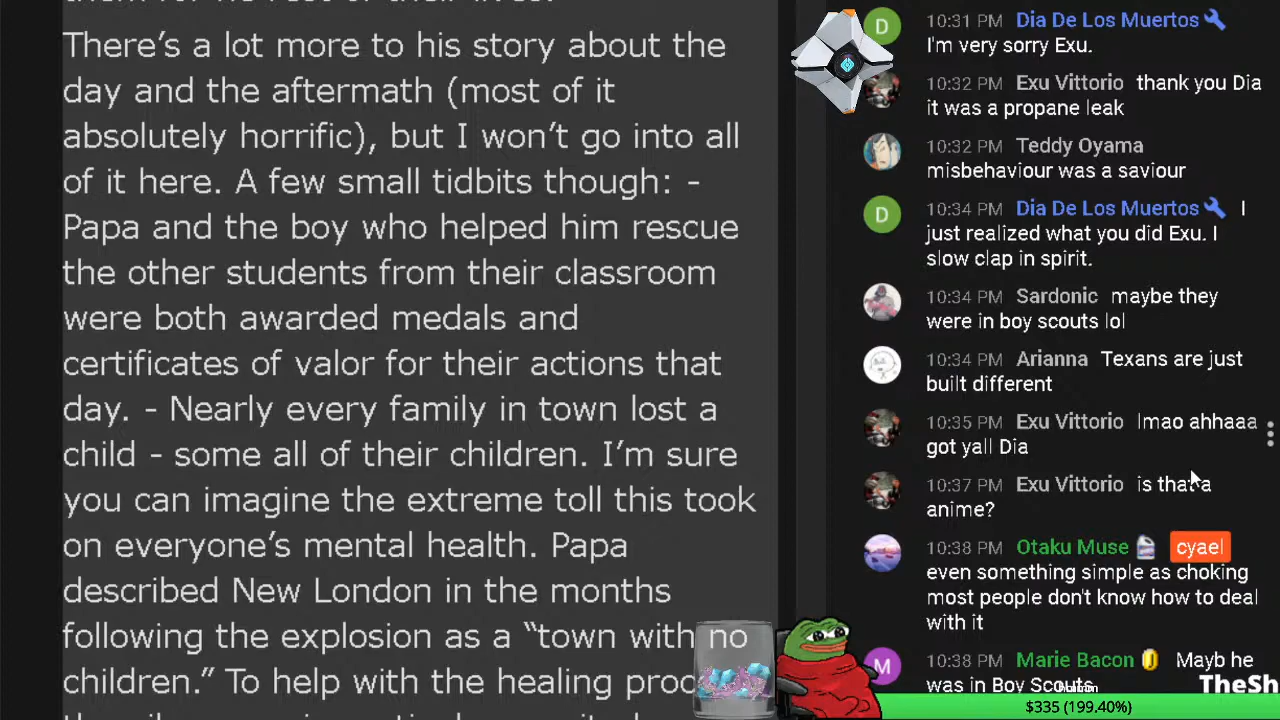 There's a lot more to his story about the
day and the aftermath (most of it
absolutely horrific), but I won't go into all
of it here. A few small tidbits though: -
Papa and the boy who helped him rescue
the other students from their classroom
were both awarded medals and
certificates of valor for their actions that
day. - Nearly every family in town lost a
child - some all of their children. I'm sure
you can imagine the extreme toll this took
on everyone's mental health. Papa
described New London in the months
following the explosion as a “town with no
children.” To help with the healing
D
10:31 PM Dia De Los Muertos
I'm very sorry Exu.
10:32 PM Exu Vittorio thank you Dia
it was a propane leak
10:32 PM Teddy Oyama
misbehaviour was a saviour
D
10:34 PM Dia De Los Muertos I
just realized what you did Exu. I
slow clap in spirit.
10:34 PM Sardonic maybe they
were in boy scouts lol
10:34 PM Arianna Texans are just
built different
10:35 PM Exu Vittorio lmao ahhaaa
got yall Dia
10:37 PM Exu Vittorio is that a
anime?
10:38 PM Otaku Muse cyael
even something simple as choking
most people don't know how to deal
with it
M
10:38 PM Marie Bacon Mayb he
was in Boy Scouts
TheSh
$335 (199.40%)